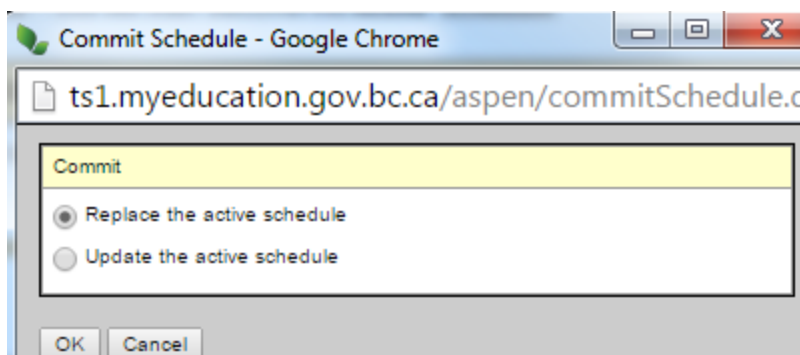 Commit Schedule - Google Chrome
ts1.myeducation.gov.bc.ca/aspen/commitSchedule.
Commit
Replace the active schedule
Update the active schedule
OK Cancel